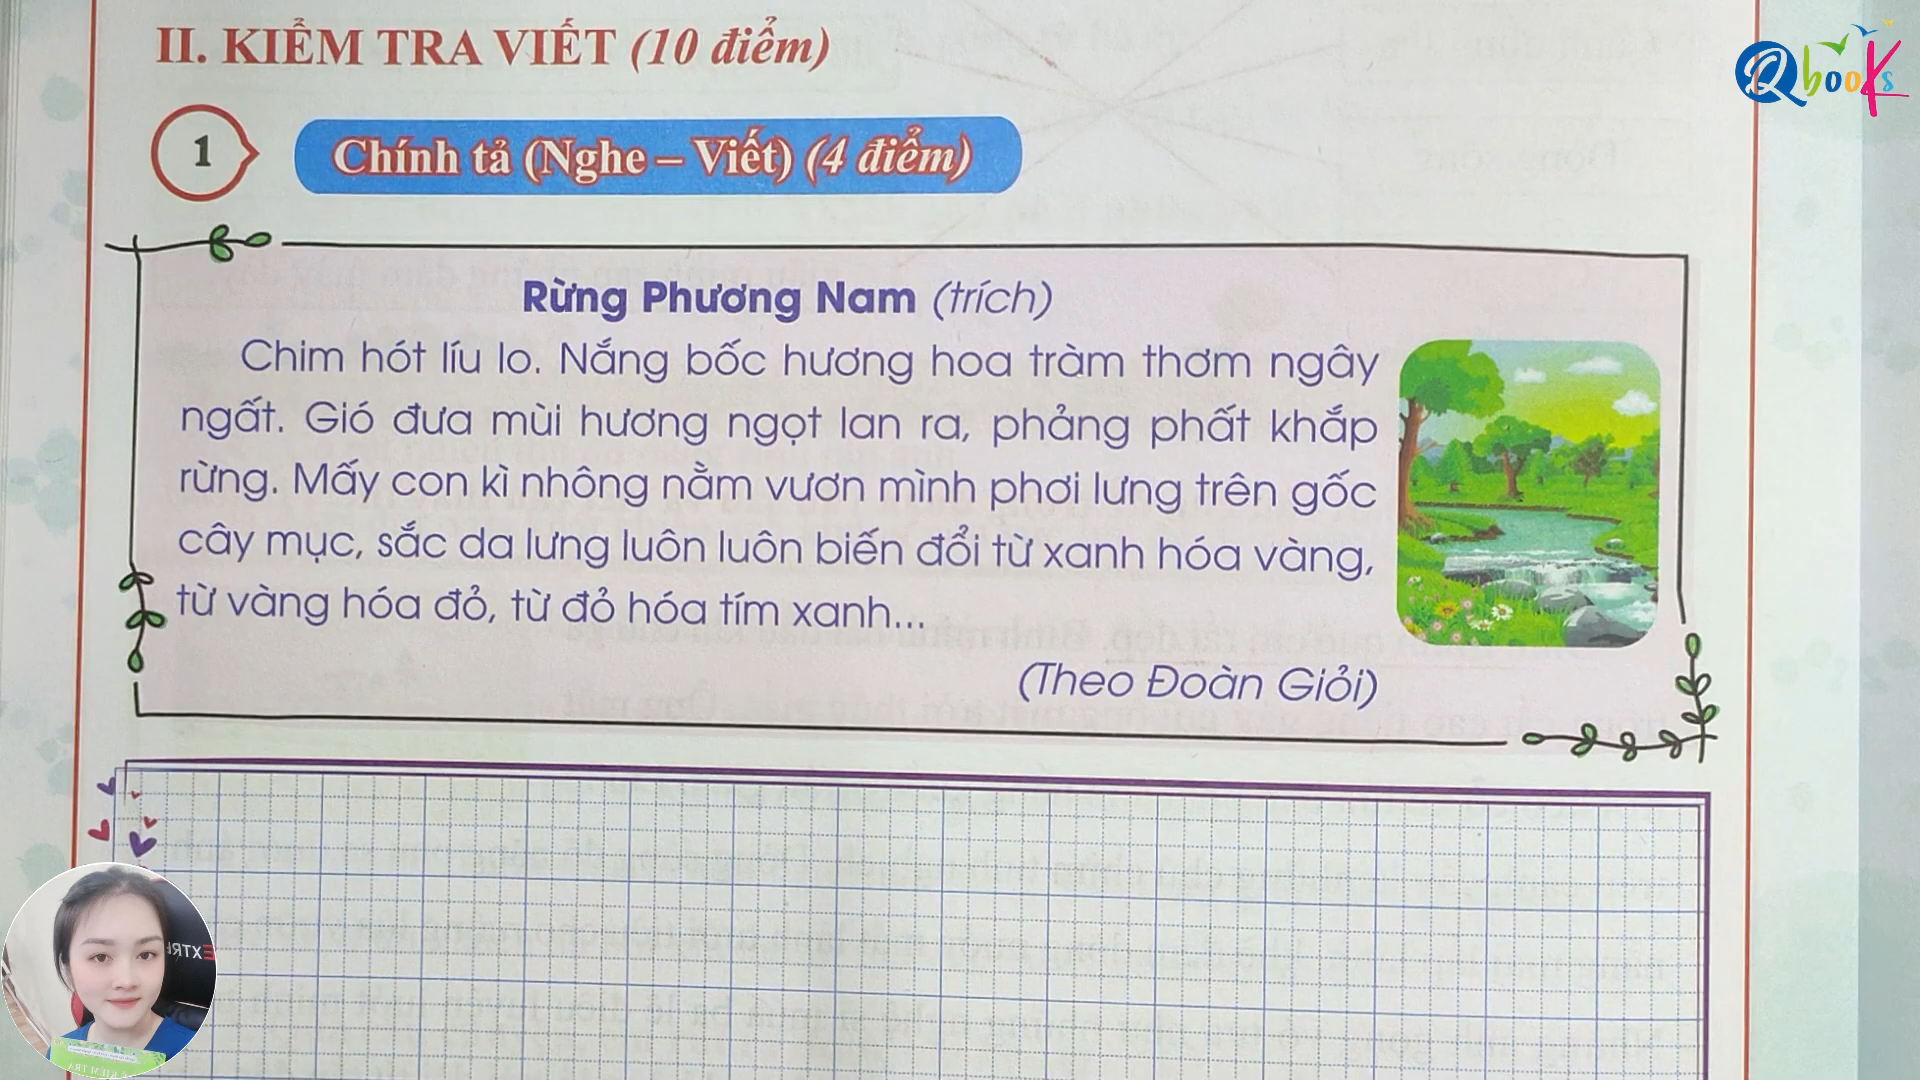 II. KIỂM TRA VIẾT (10 điểm)
Qbooks
1
Chính tả (Nghe – Viết) (4 điểm)
Rừng Phương Nam (trích)
Chim hót líu lo. Nắng bốc hương hoa tràm thơm ngây
ngất. Gió đưa mùi hương ngọt lan ra, phảng phất khắp
rừng. Mấy con kì nhông nằm vươn mình phơi lưng trên gốc
cây mục, sắc da lưng luôn luôn biến đổi từ xanh hóa vàng,
từ vàng hóa đỏ, từ đỏ hóa tím xanh...
(Theo Đoàn Giỏi)